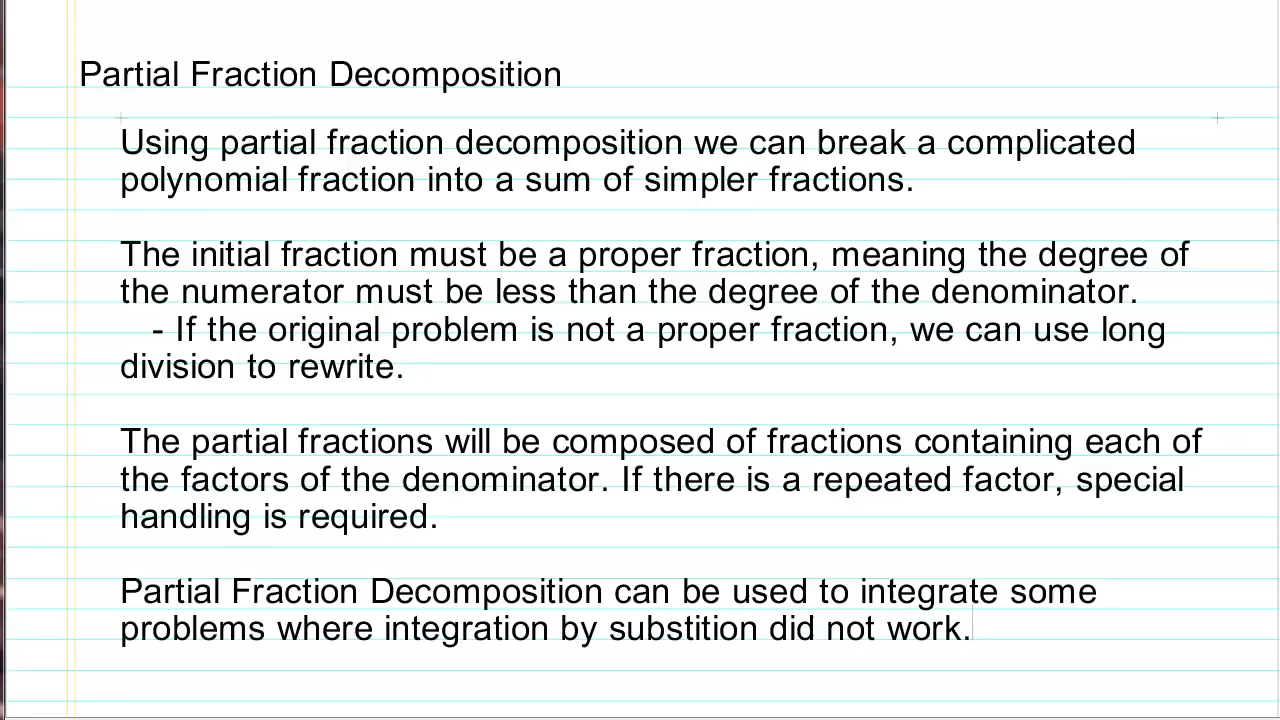 Partial Fraction Decomposition
Using partial fraction decomposition we can break a complicated
polynomial fraction into a sum of simpler fractions.
The initial fraction must be a proper fraction, meaning the degree of
the numerator must be less than the degree of the denominator.
- If the original problem is not a proper fraction, we can use long
division to rewrite.
The partial fractions will be composed of fractions containing each of
the factors of the denominator. If there is a repeated factor, special
handling is required.
Partial Fraction Decomposition can be used to integrate some
problems where integration by substition did not work.